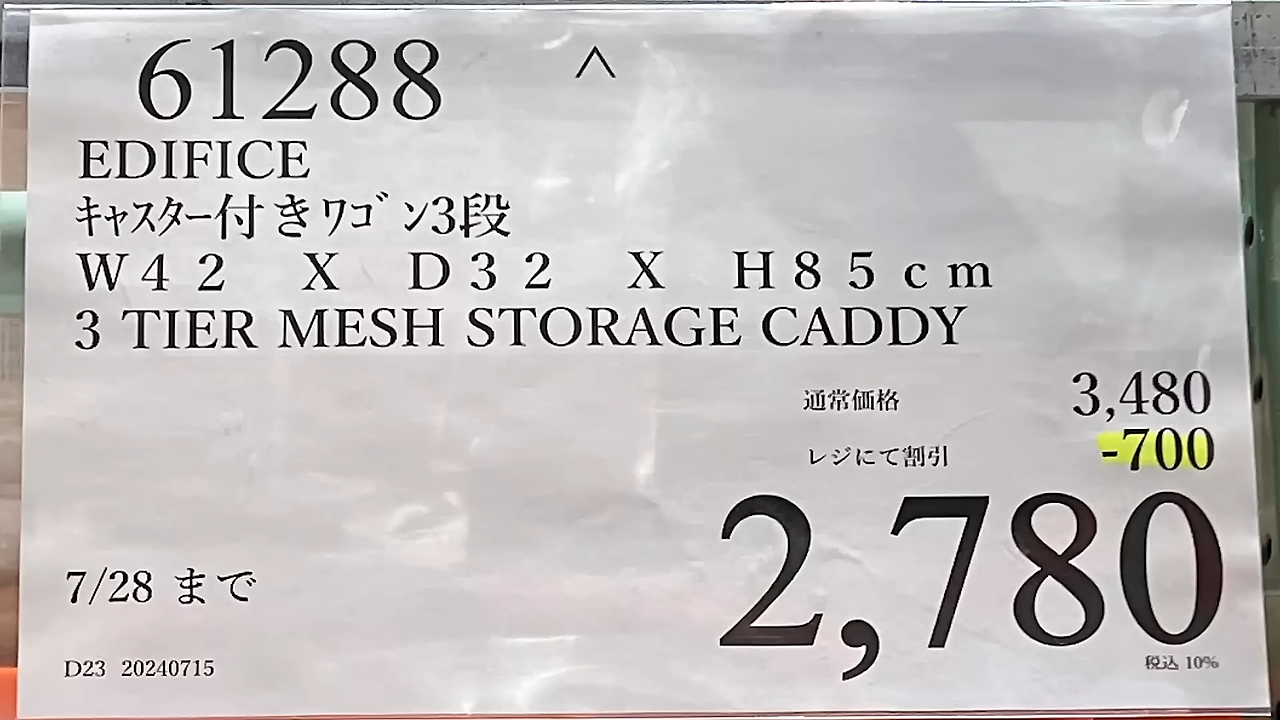 61288 ^
EDIFICE
ｷｬｽﾀｰ付きﾜｺﾞﾝ3段
Ｗ４２　Ｘ　Ｄ３２　Ｘ　Ｈ８５ｃｍ
3 TIER MESH STORAGE CADDY
通常価格 3,480
レジにて割引 -700
2,780
税込 10%
7/28 まで
D23 20240715